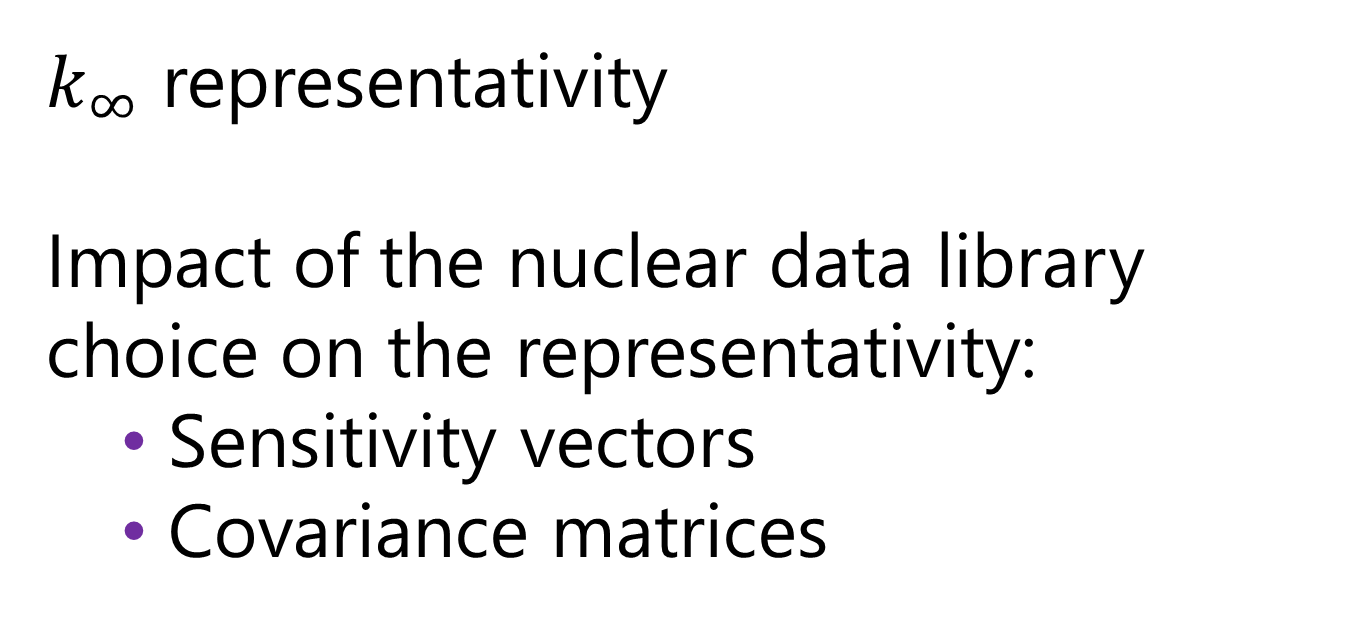 k∞ representativity
Impact of the nuclear data library
choice on the representativity:
• Sensitivity vectors
• Covariance matrices